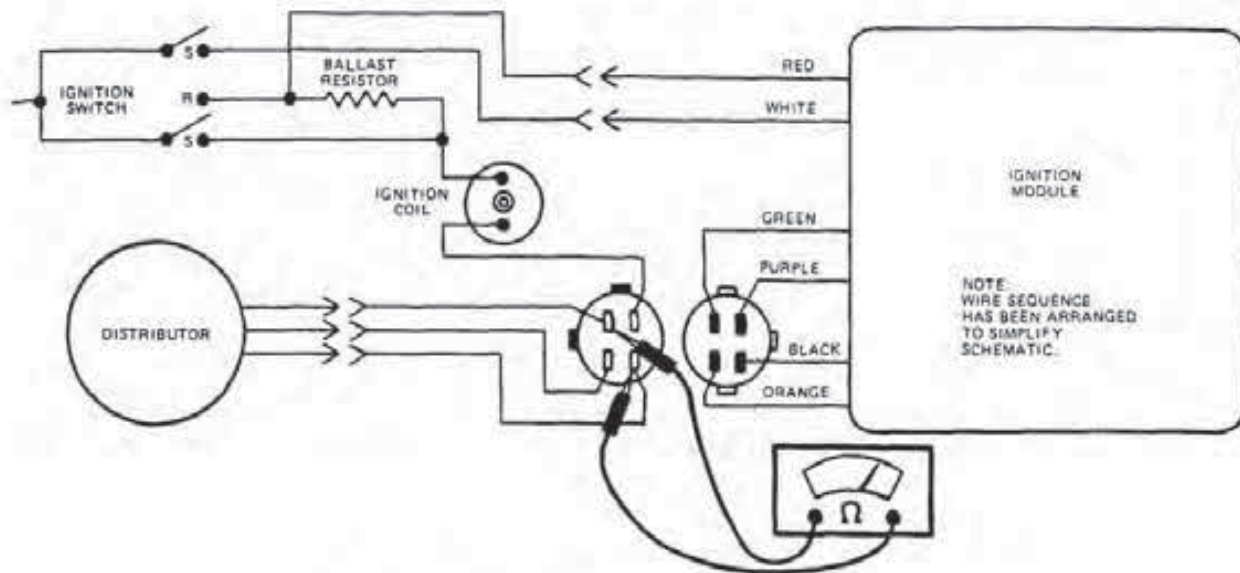 S
BALLAST
RESISTOR
IGNITION
SWITCH
R
S
RED
WHITE
IGNITION
COIL
IGNITION
MODULE
GREEN
PURPLE
NOTE:
WIRE SEQUENCE
HAS BEEN ARRANGED
TO SIMPLIFY
SCHEMATIC.
DISTRIBUTOR
BLACK
ORANGE
Ω